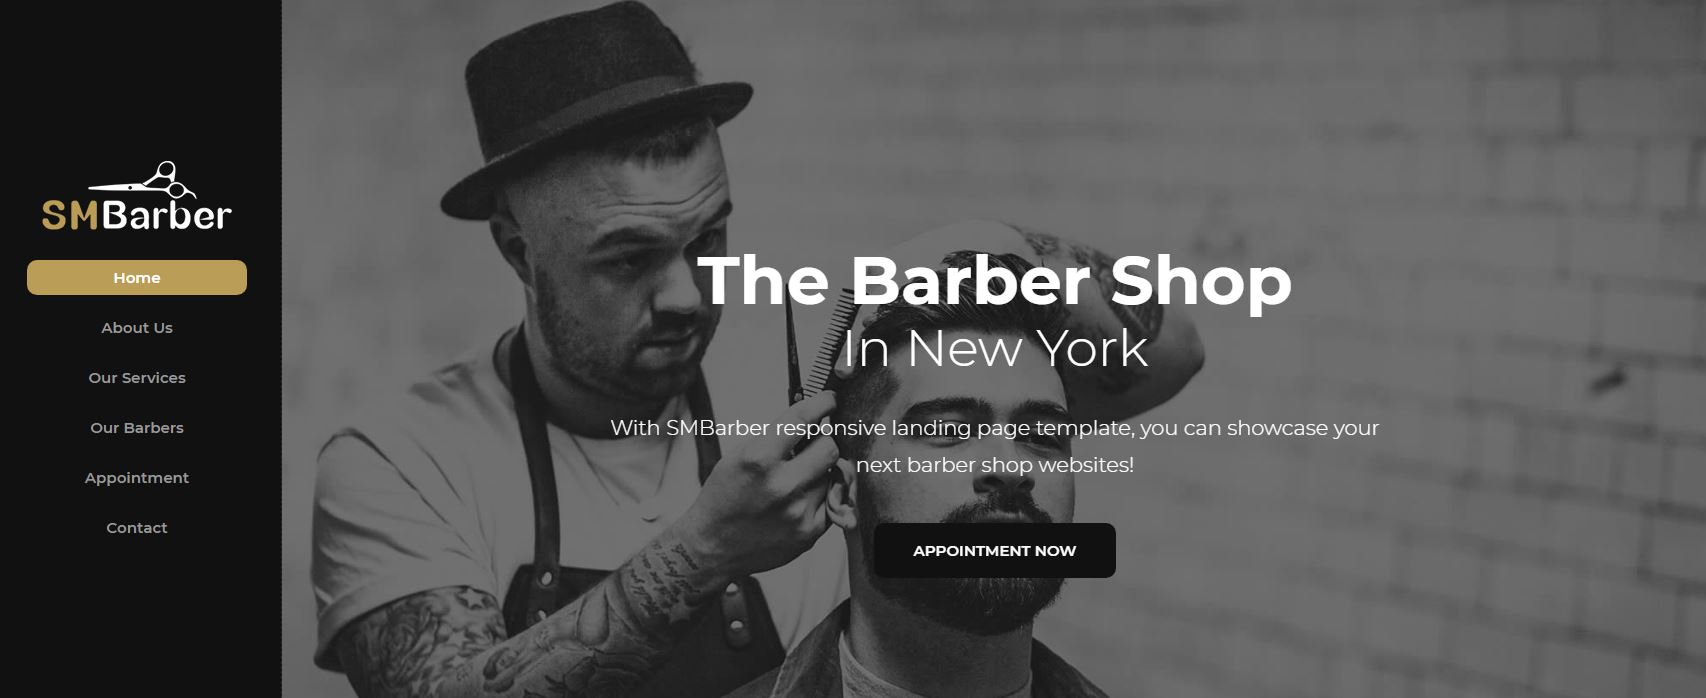 SMBarber
Home
About Us
Our Services
Our Barbers
Appointment
Contact
The Barber Shop
In New York
With SMBarber responsive landing page template, you can showcase your
next barber shop websites!
APPOINTMENT NOW